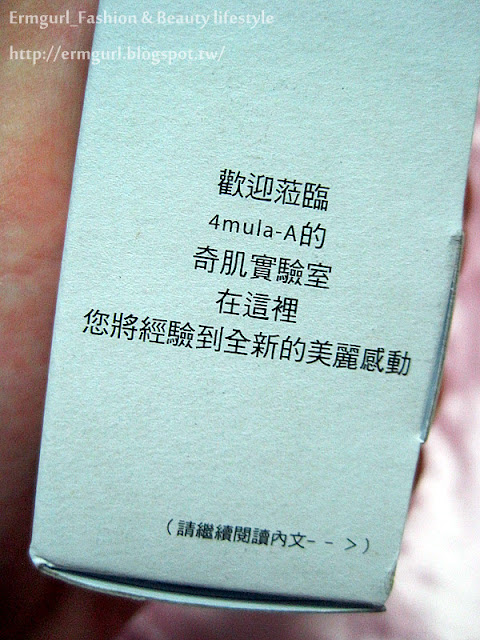 Ermgurl_Fashion & Beauty lifestyle
http://ermgurl.blogspot.tw/
歡迎蒞臨
4mula-A的
奇肌實驗室
在這裡
您將經驗到全新的美麗感動
(請繼續閱讀內文- - >)